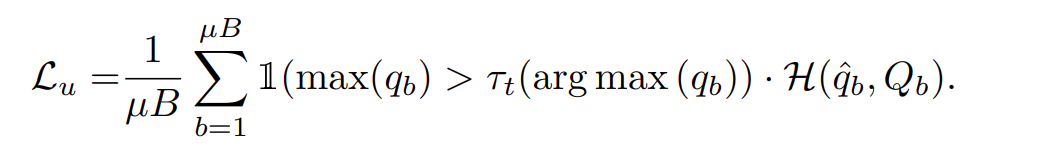 $\mathcal{L}_u = \frac{1}{\mu B} \sum_{b=1}^{\mu B} \mathbb{1}(\max(q_b) > \tau_t(\arg\max(q_b)) \cdot \mathcal{H}(\hat{q}_b, Q_b).$